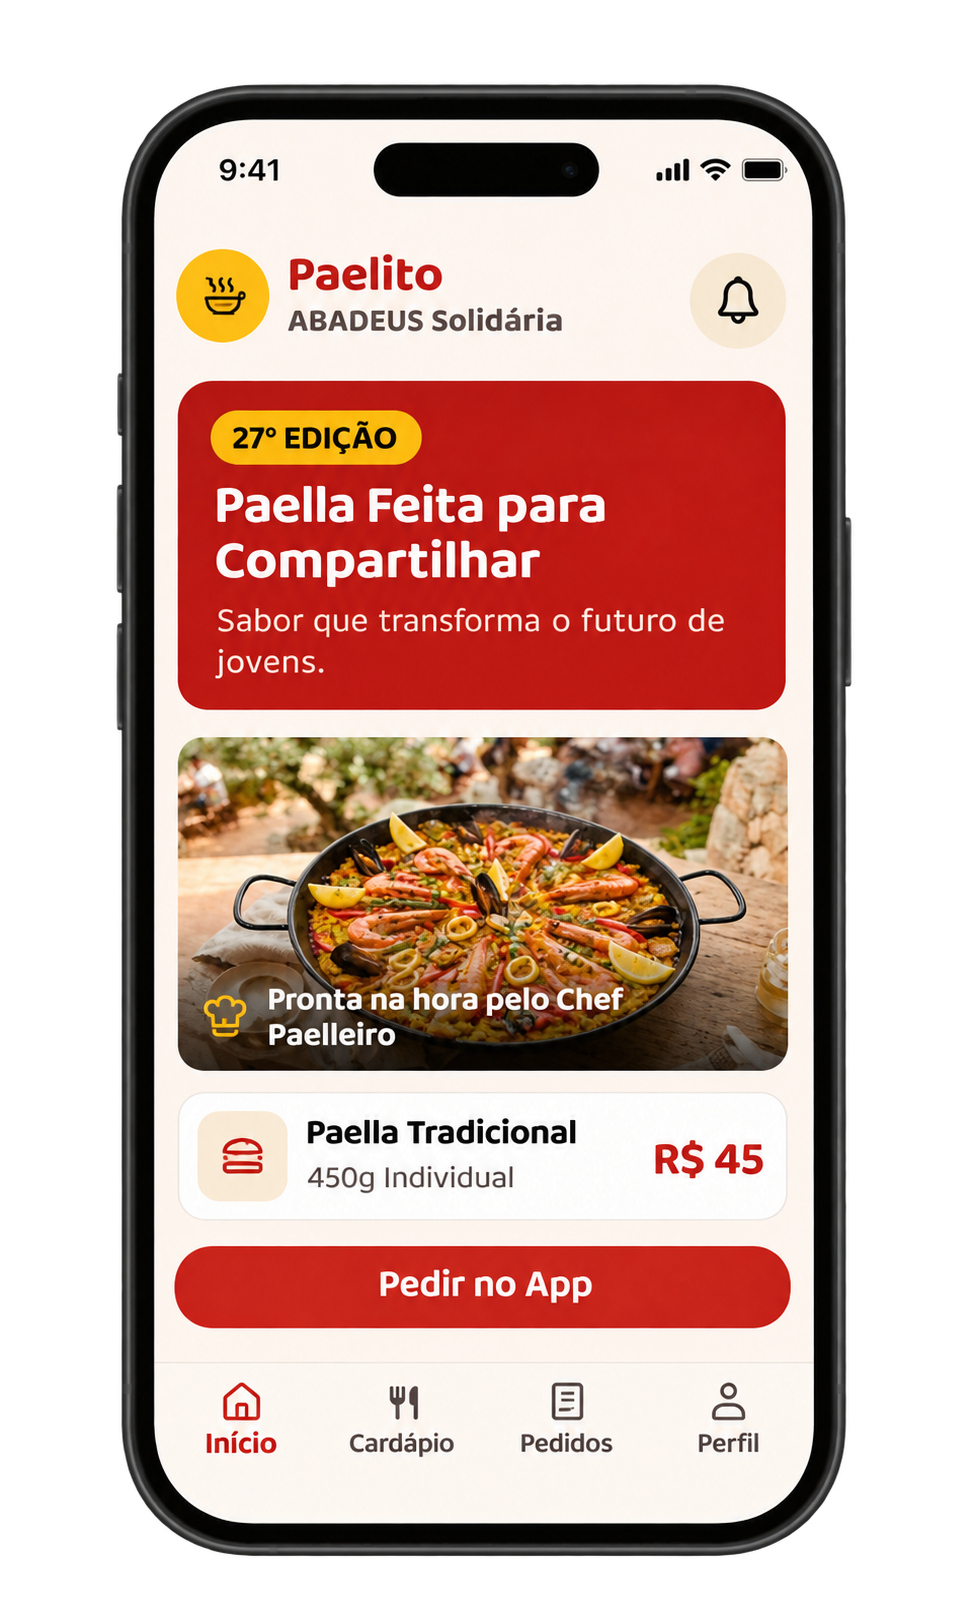 9:41
Paelito
ABADEUS Solidária
27º EDIÇÃO
Paella Feita para
Compartilhar
Sabor que transforma o futuro de
jovens.
Pronta na hora pelo Chef
Paelleiro
Paella Tradicional
450g Individual
R$ 45
Pedir no App
Início
Cardápio
Pedidos
Perfil